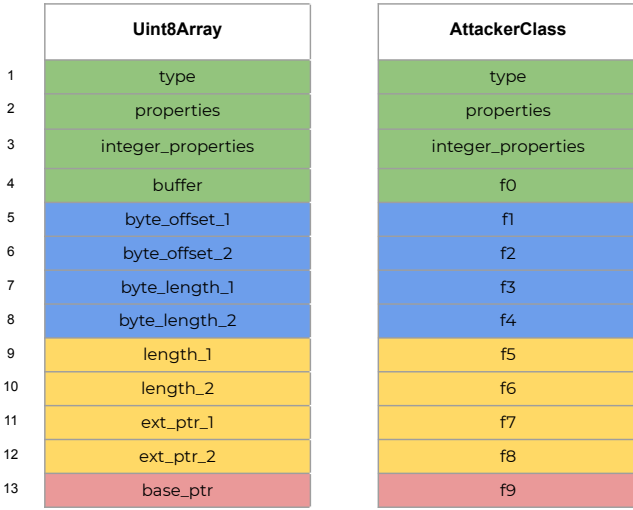 Uint8Array AttackerClass
1 type type
2 properties properties
3 integer_properties integer_properties
4 buffer f0
5 byte_offset_1 f1
6 byte_offset_2 f2
7 byte_length_1 f3
8 byte_length_2 f4
9 length_1 f5
10 length_2 f6
11 ext_ptr_1 f7
12 ext_ptr_2 f8
13 base_ptr f9